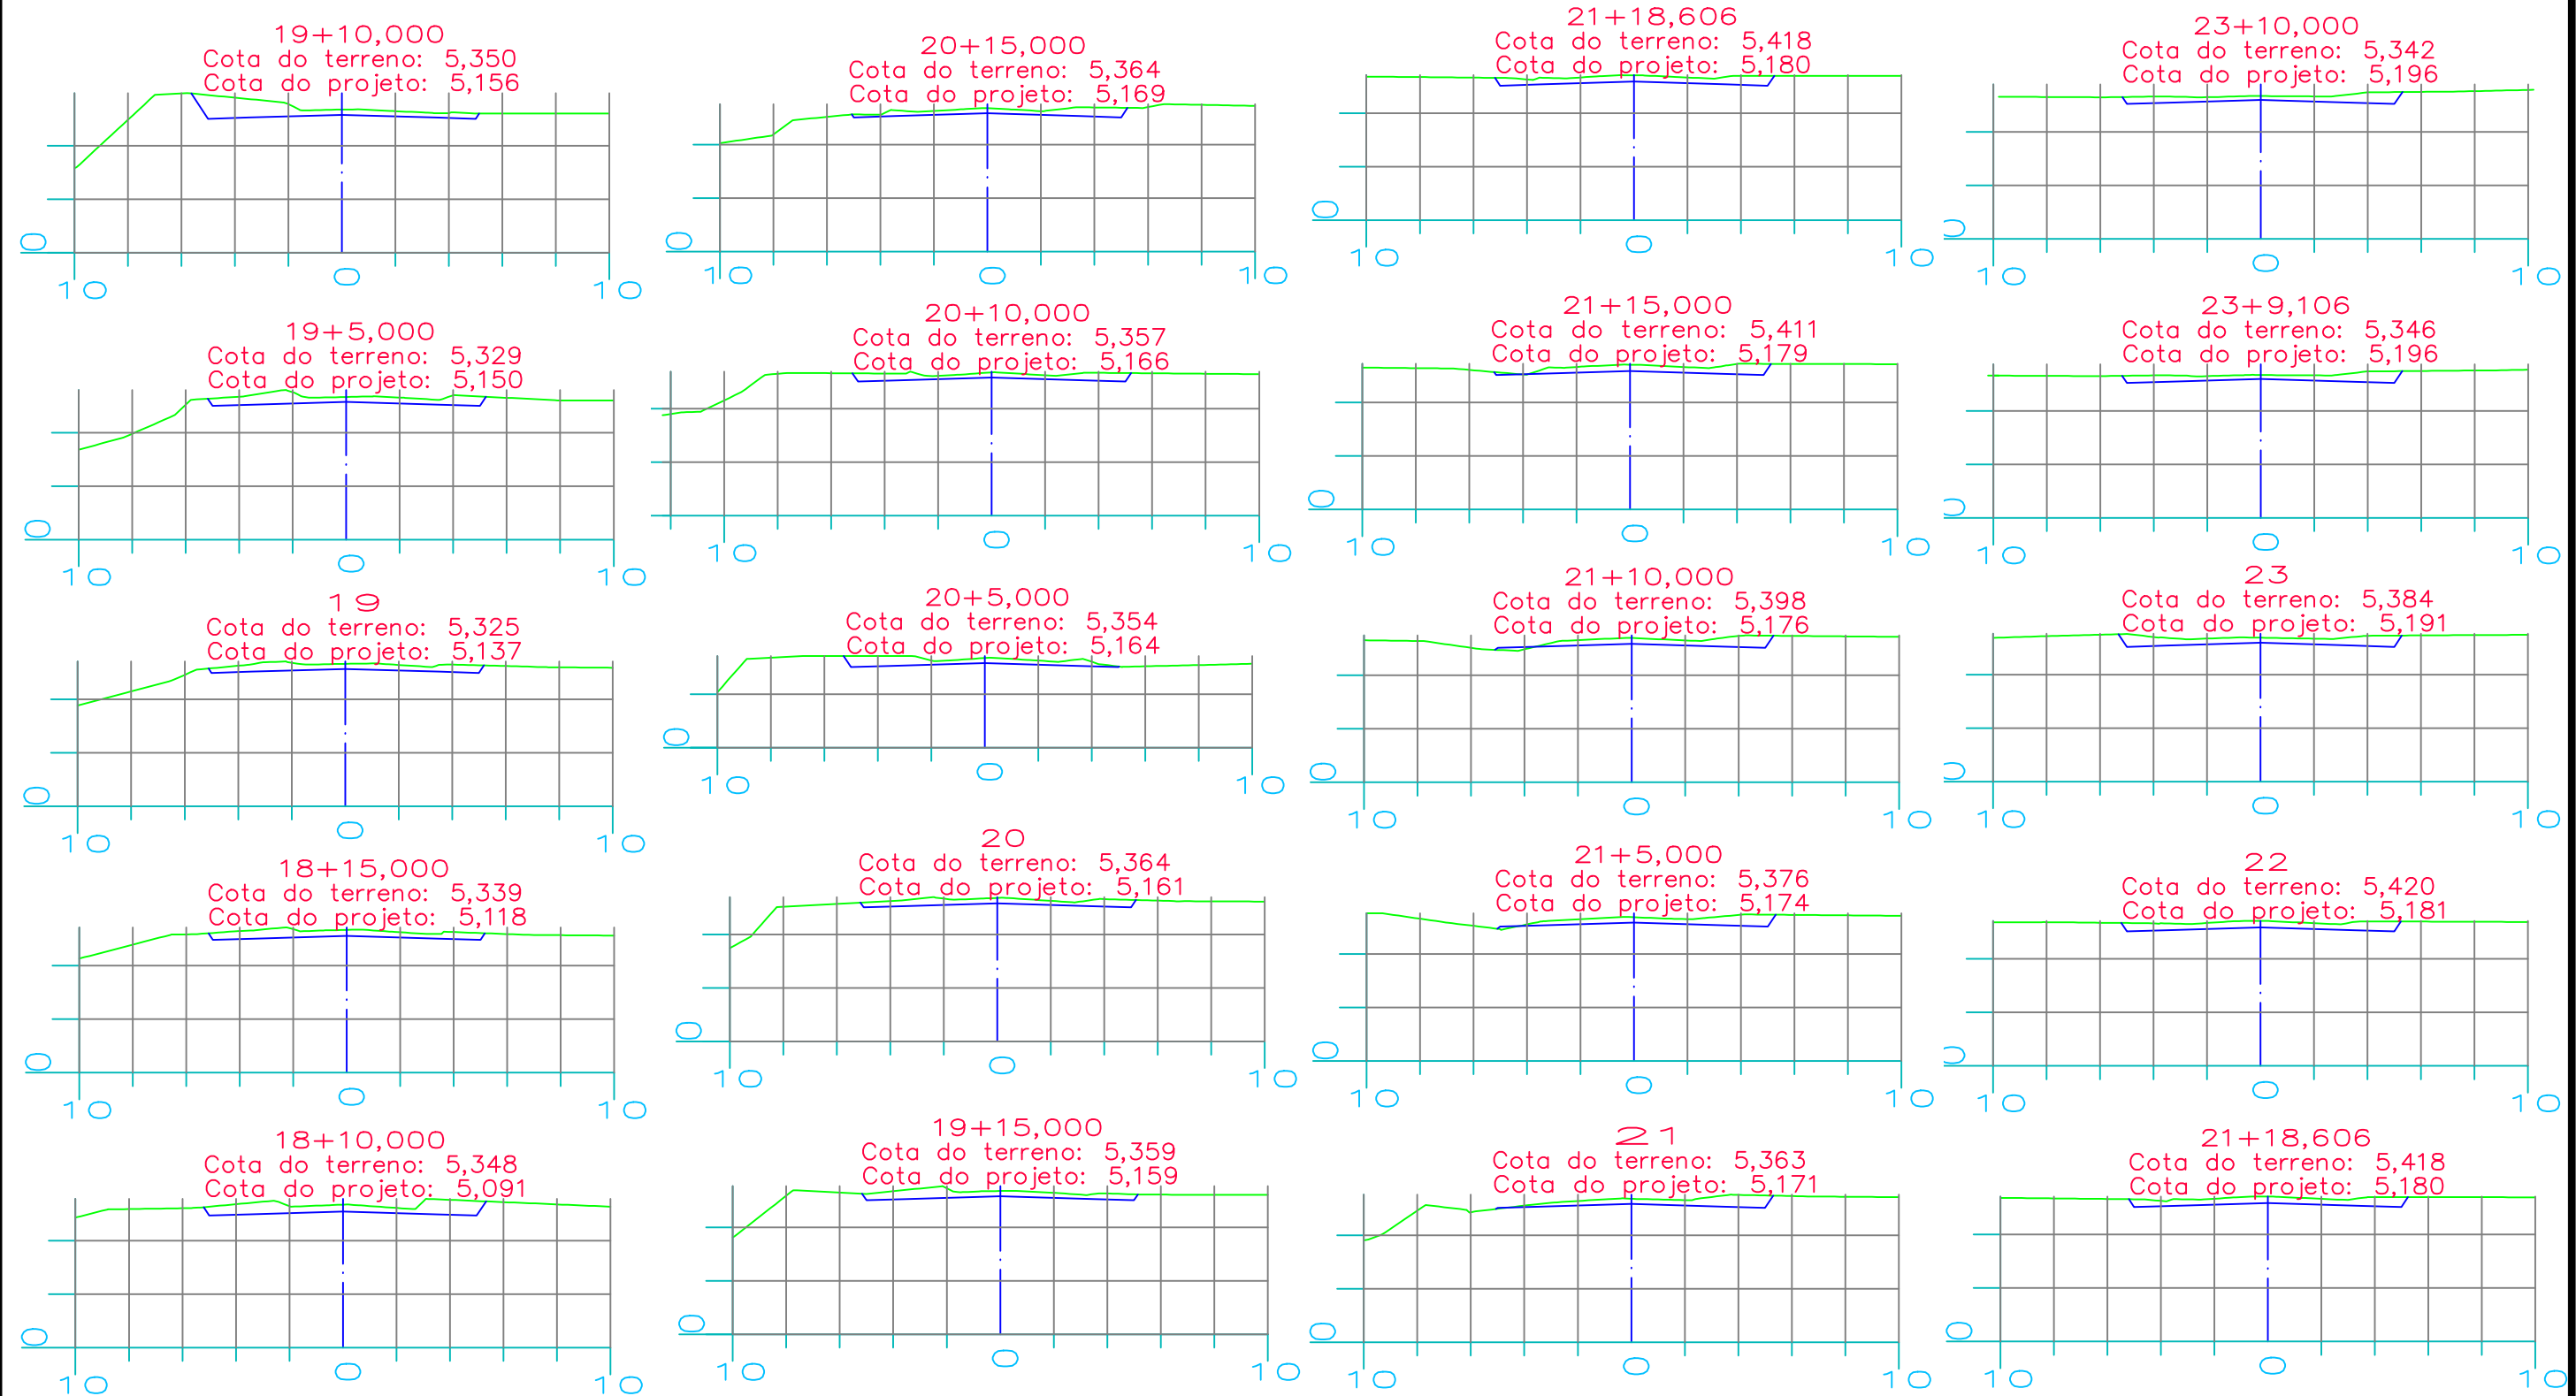 19+10,000
Cota do terreno: 5,350
Cota do projeto: 5,156
0
10
0
10
19+5,000
Cota do terreno: 5,329
Cota do projeto: 5,150
0
10
0
10
19
Cota do terreno: 5,325
Cota do projeto: 5,137
0
10
0
10
18+15,000
Cota do terreno: 5,339
Cota do projeto: 5,118
0
10
0
10
18+10,000
Cota do terreno: 5,348
Cota do projeto: 5,091
0
10
0
10
20+15,000
Cota do terreno: 5,364
Cota do projeto: 5,169
0
10
0
10
20+10,000
Cota do terreno: 5,357
Cota do projeto: 5,166
10
0
10
20+5,000
Cota do terreno: 5,354
Cota do projeto: 5,164
0
10
0
10
20
Cota do terreno: 5,364
Cota do projeto: 5,161
0
10
0
10
19+15,000
Cota do terreno: 5,359
Cota do projeto: 5,159
0
10
0
10
21+18,606
Cota do terreno: 5,418
Cota do projeto: 5,180
0
10
0
10
21+15,000
Cota do terreno: 5,411
Cota do projeto: 5,179
0
10
0
10
21+10,000
Cota do terreno: 5,398
Cota do projeto: 5,176
0
10
0
10
21+5,000
Cota do terreno: 5,376
Cota do projeto: 5,174
0
10
0
10
21
Cota do terreno: 5,363
Cota do projeto: 5,171
0
10
0
10
23+10,000
Cota do terreno: 5,342
Cota do projeto: 5,196
0
10
0
10
23+9,106
Cota do terreno: 5,346
Cota do projeto: 5,196
0
10
0
10
23
Cota do terreno: 5,384
Cota do projeto: 5,191
0
10
0
10
22
Cota do terreno: 5,420
Cota do projeto: 5,181
0
10
0
10
21+18,606
Cota do terreno: 5,418
Cota do projeto: 5,180
0
10
0
10